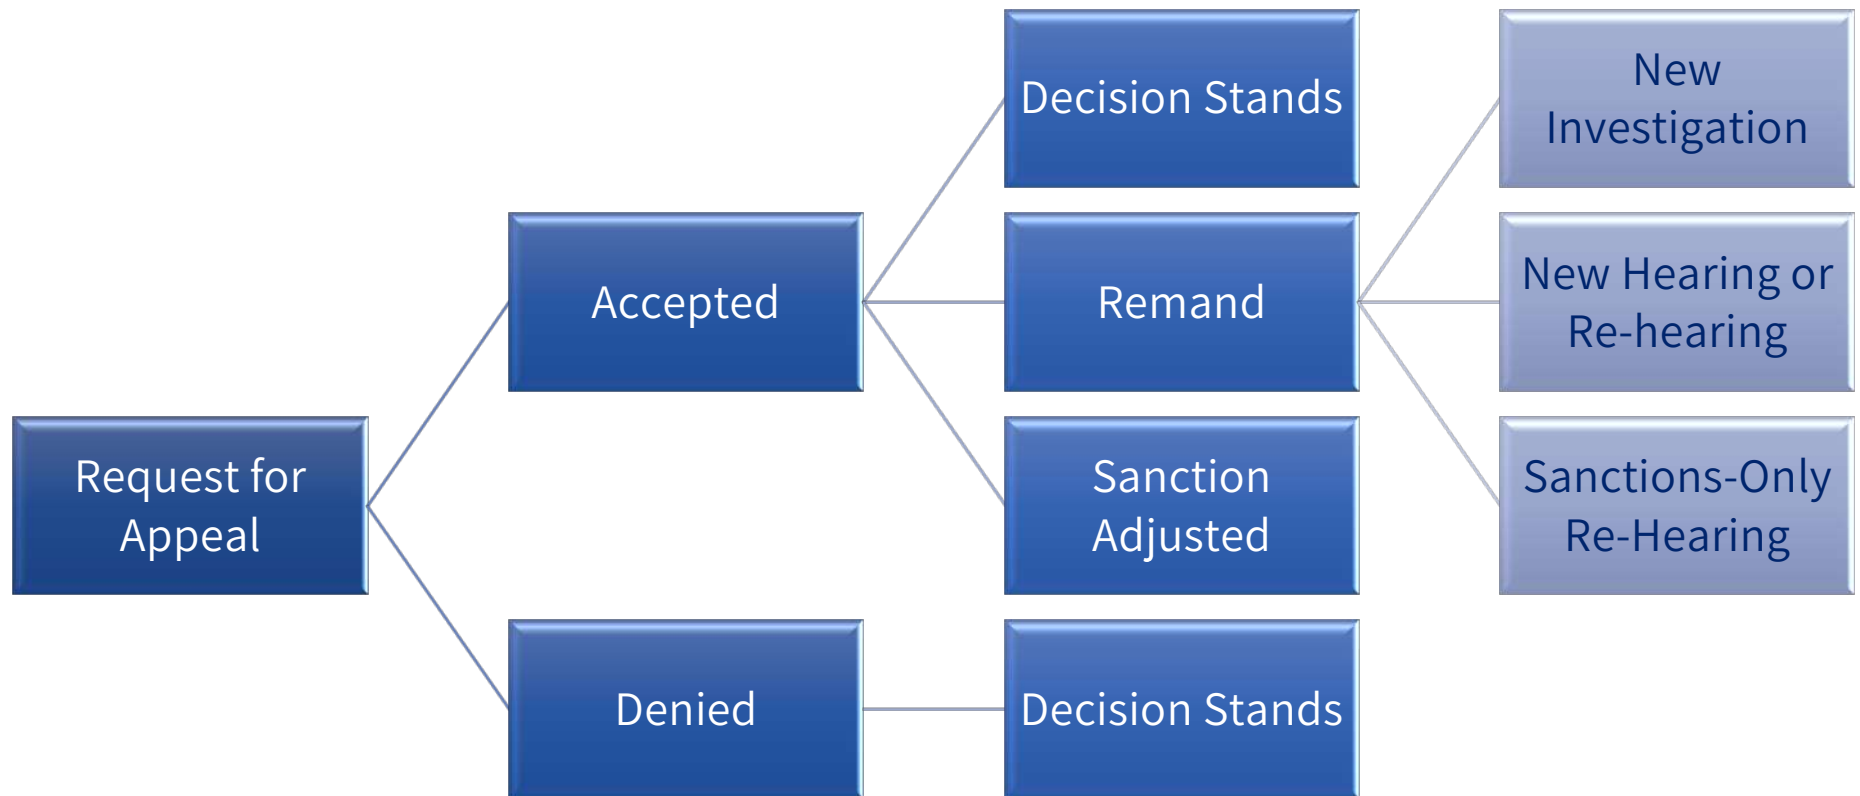 Request for
Appeal
Accepted
Denied
Decision Stands
Remand
Sanction
Adjusted
Decision Stands
New
Investigation
New Hearing or
Re-hearing
Sanctions-Only
Re-Hearing